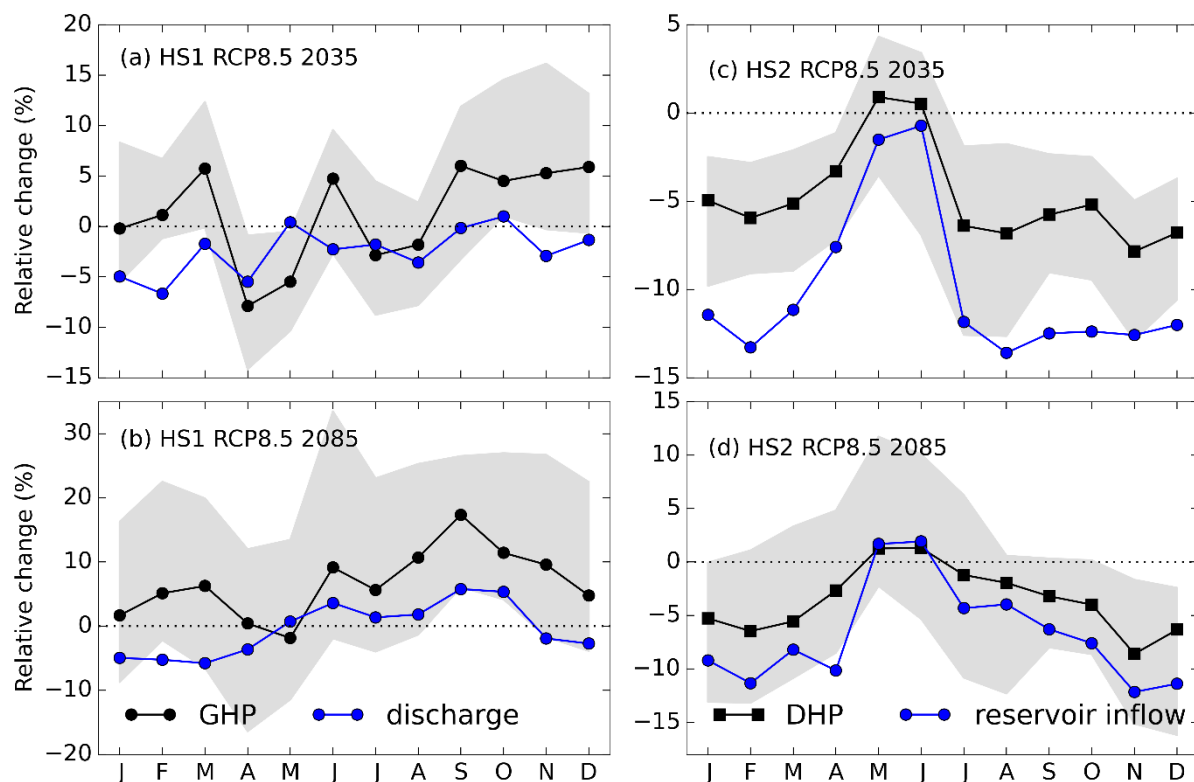 Relative change (%)
20
15
10
5
0
−5
−10
−15
(a) HS1 RCP8.5 2035
5
0
−5
−10
−15
(c) HS2 RCP8.5 2035
Relative change (%)
30
20
10
0
−10
−20
(b) HS1 RCP8.5 2085
GHP discharge
J F M A M J J A S O N D
15
10
5
0
−5
−10
−15
(d) HS2 RCP8.5 2085
DHP reservoir inflow
J F M A M J J A S O N D